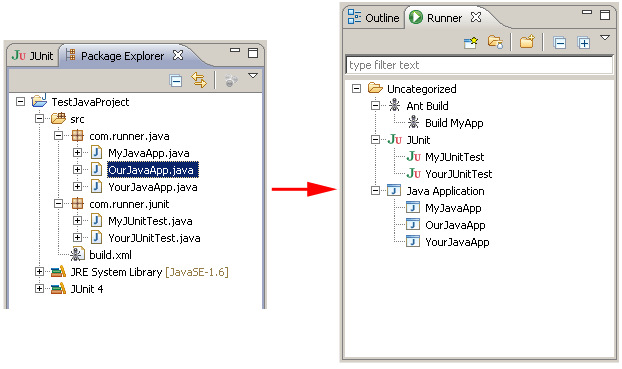 JUnit Package Explorer
TestJavaProject
src
com.runner.java
MyJavaApp.java
OurJavaApp.java
YourJavaApp.java
com.runner.junit
MyJUnitTest.java
YourJUnitTest.java
build.xml
JRE System Library [JavaSE-1.6]
JUnit 4
Outline Runner
type filter text
Uncategorized
Ant Build
Build MyApp
JUnit
MyJUnitTest
YourJUnitTest
Java Application
MyJavaApp
OurJavaApp
YourJavaApp